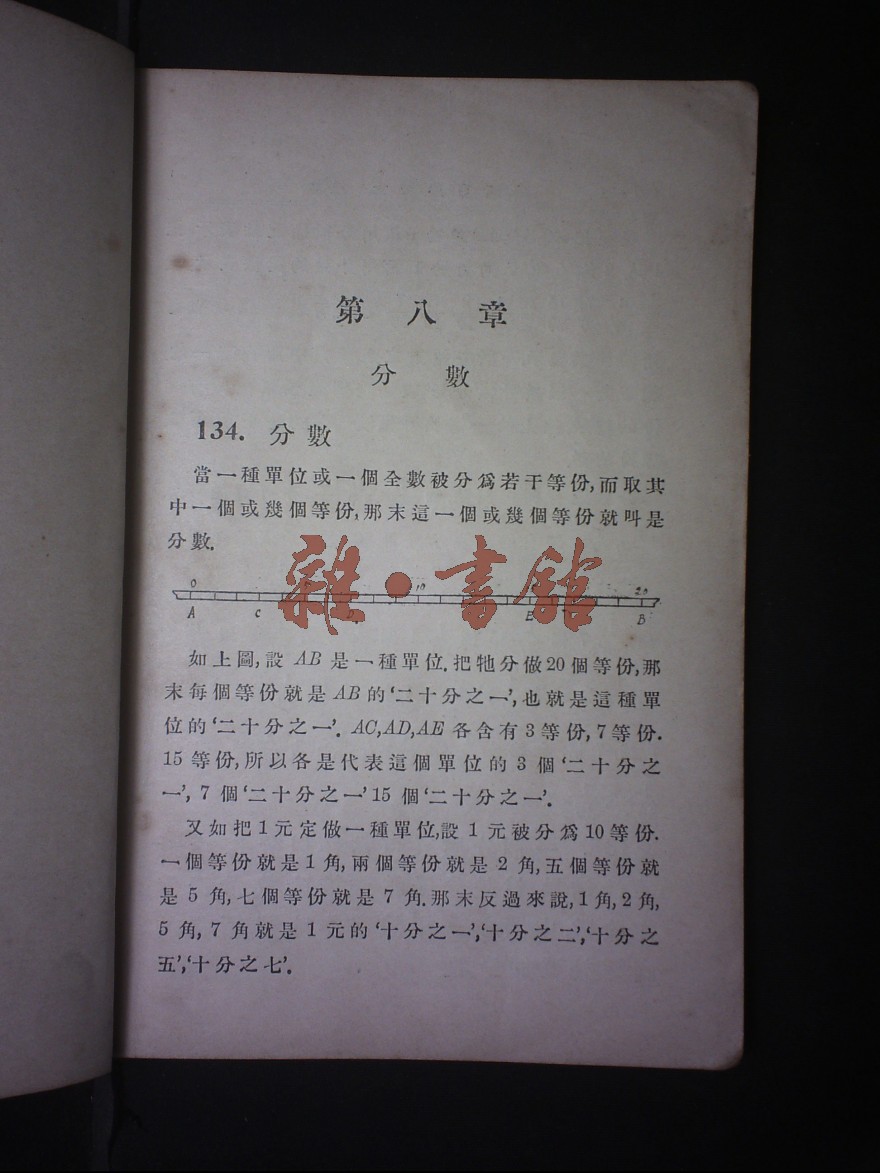 第八章
分數
134. 分數
當一種單位或一個全數被分爲若干等份,而取其
中一個或幾個等份,那末這一個或幾個等份就叫是
分數.
雜·書館
0 10 20
A C E B
如上圖,設 AB 是一種單位.把牠分做20個等份,那
末每個等份就是AB的‘二十分之一’,也就是這種單
位的‘二十分之一’. AC,AD,AE 各含有3等份,7等份.
15等份,所以各是代表這個單位的3個‘二十分之
一’, 7個‘二十分之一’15個‘二十分之一’.
又如把1元定做一種單位,設1元被分爲10等份.
一個等份就是1角,兩個等份就是2角,五個等份就
是5角,七個等份就是7角.那末反過來說,1角,2角,
5角,7角就是1元的‘十分之一’,‘十分之二’,‘十分之
五’,‘十分之七’.